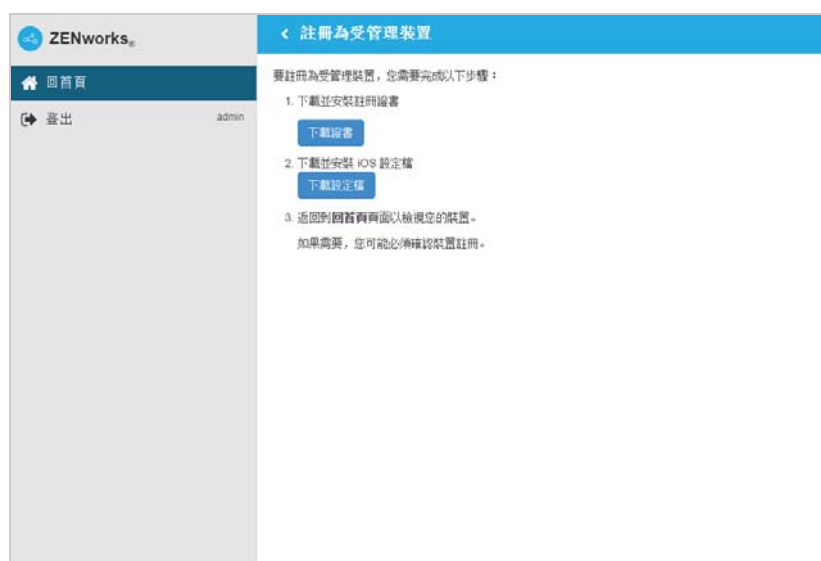 ZENworks®
回首頁
登出
admin
註冊為受管理裝置
要註冊為受管理裝置，您需要完成以下步驟：
1. 下載並安裝註冊證書
下載證書
2. 下載並安裝 iOS 設定檔
下載設定檔
3. 返回到回首頁頁面以檢視您的裝置。
如果需要，您可能必須確認裝置註冊。